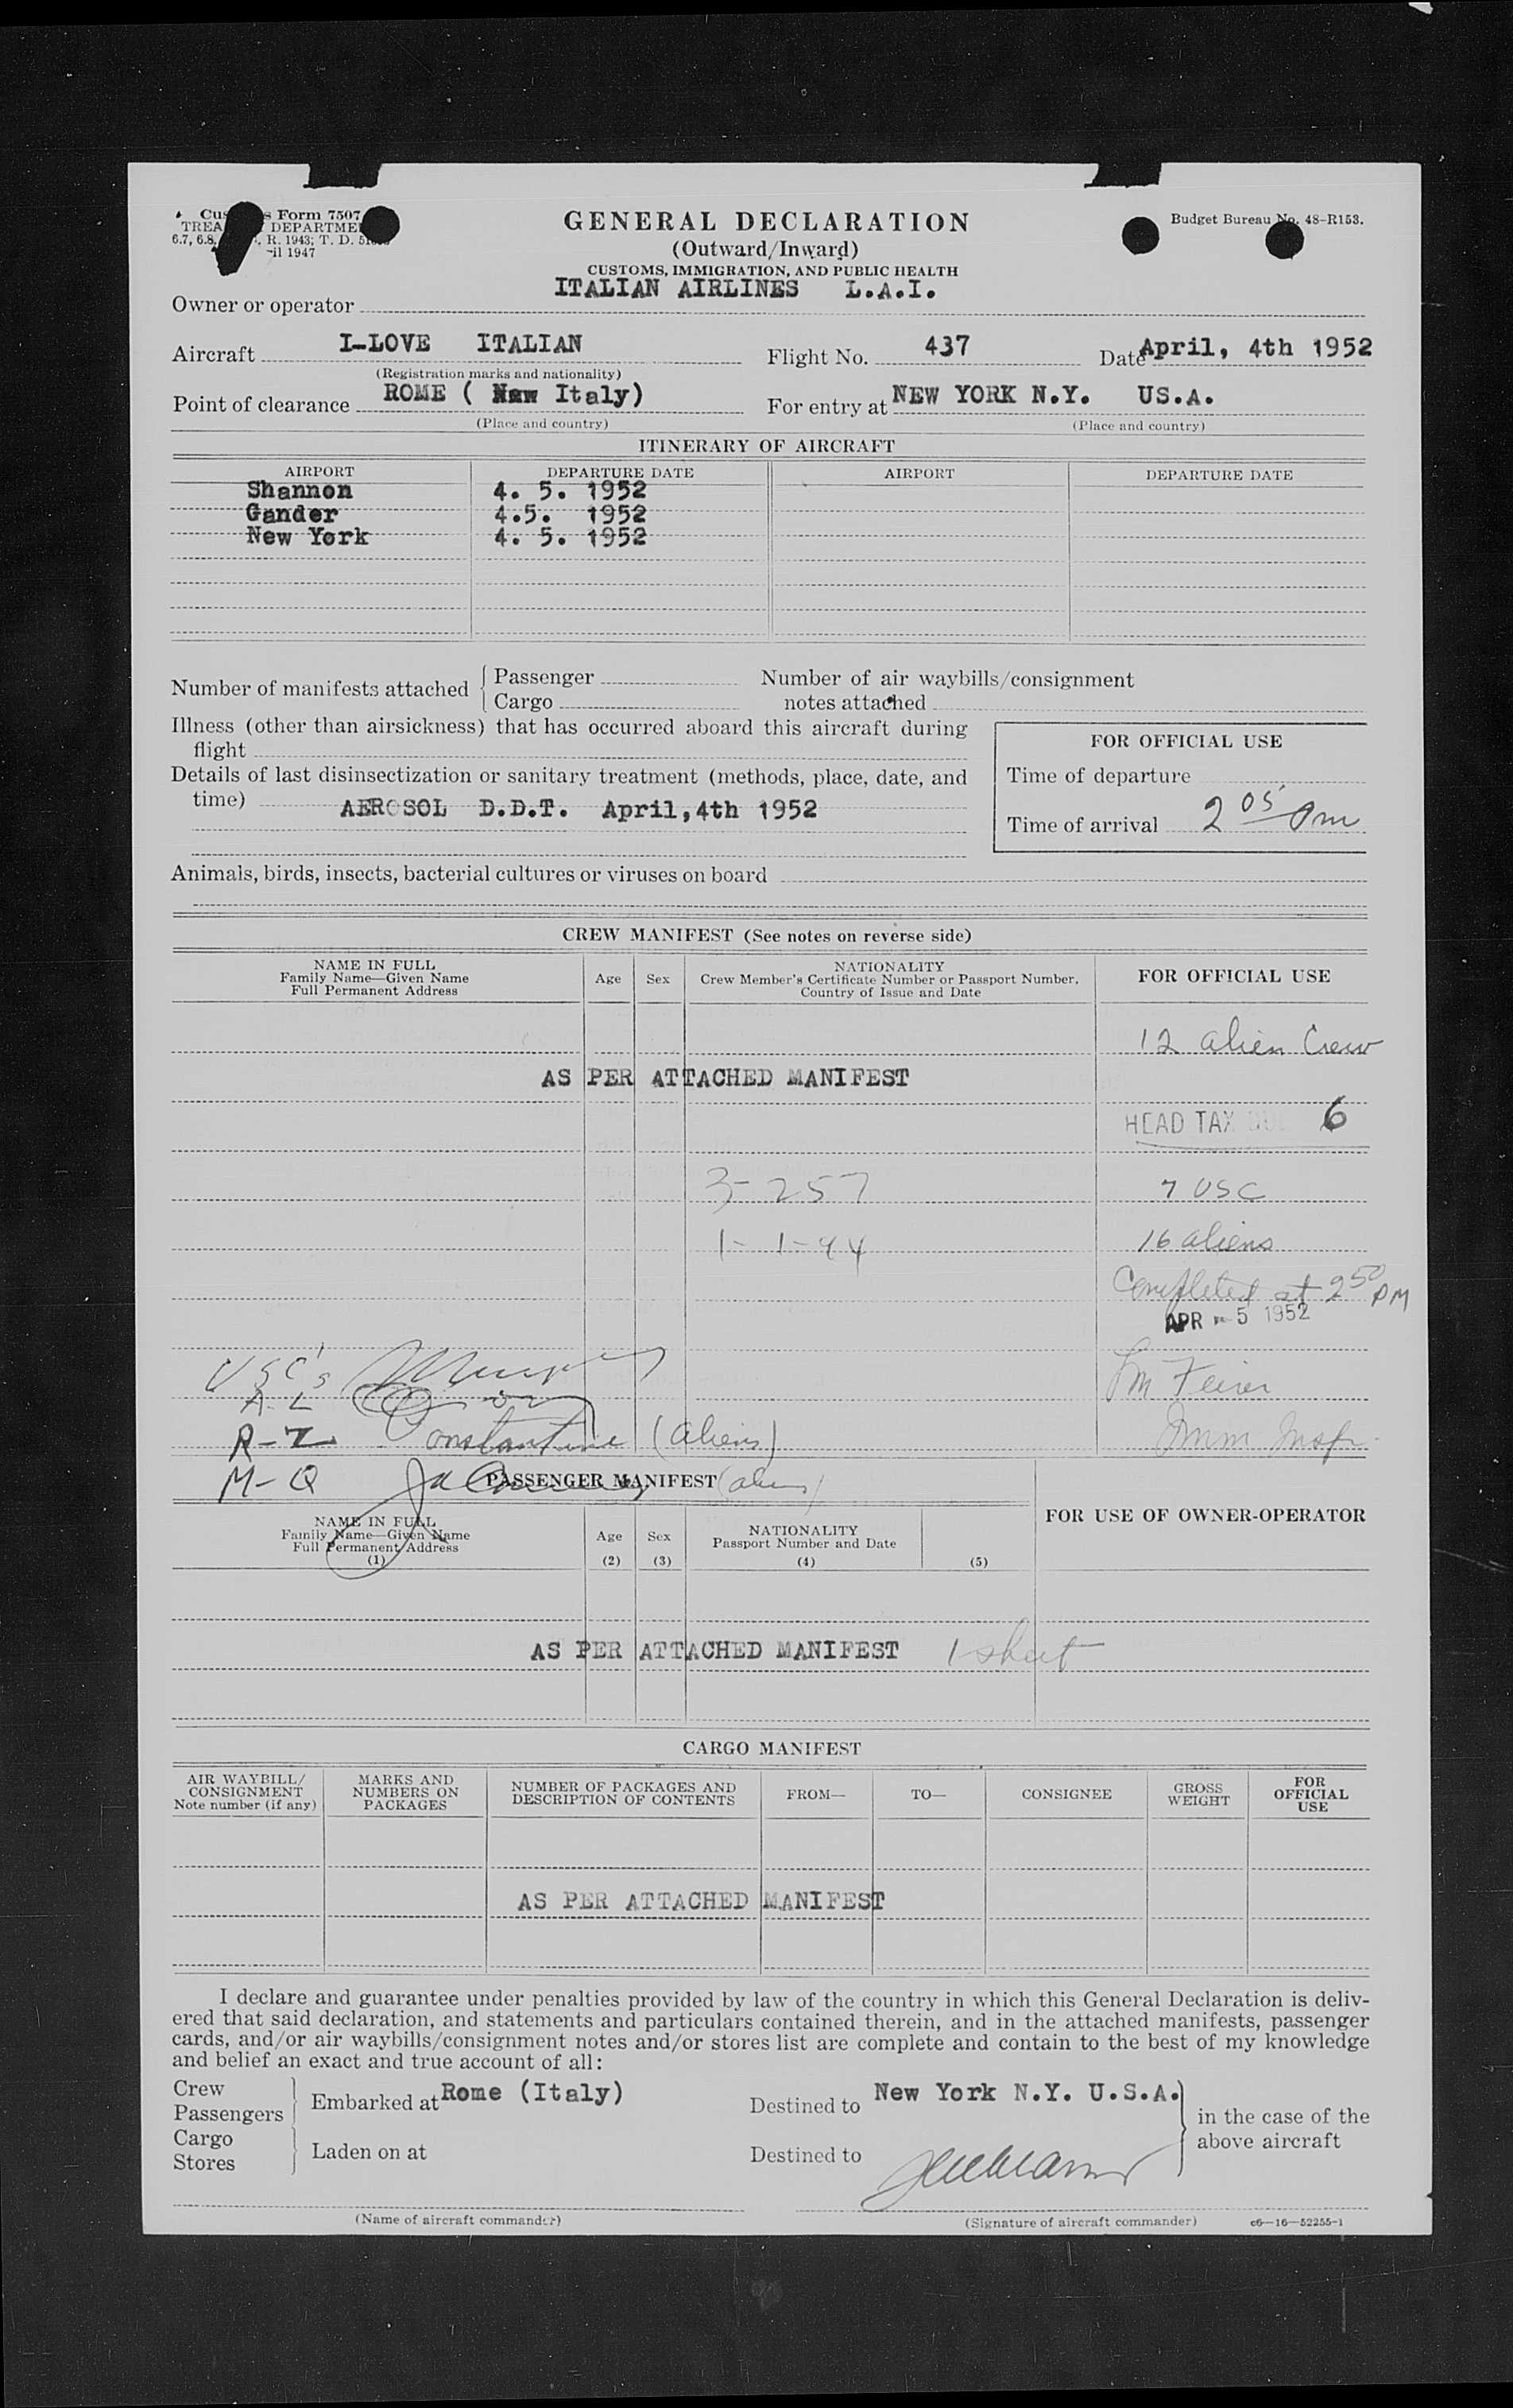 Form 7507
TREA DEPARTME
6.7, 6.8, R. 1943; T. D.
1947
GENERAL DECLARATION
Budget Bureau No. 48-R153.
(Outward/Inward)
CUSTOMS, IMMIGRATION, AND PUBLIC HEALTH
Owner or operator ITALIAN AIRLINES L.A.I.
Aircraft I-LOVE ITALIAN Flight No. 437 Date April, 4th 1952
(Registration marks and nationality)
Point of clearance ROME ( Italy) For entry at NEW YORK N.Y. US.A.
(Place and country) (Place and country)
ITINERARY OF AIRCRAFT
AIRPORT DEPARTURE DATE AIRPORT DEPARTURE DATE
Shannon 4. 5. 1952
Gander 4.5. 1952
New York 4. 5. 1952
Number of manifests attached { Passenger
Cargo
Number of air waybills/consignment
notes attached
Illness (other than airsickness) that has occurred aboard this aircraft during
flight
Details of last disinsectization or sanitary treatment (methods, place, date, and
time) AEROSOL D.D.T. April,4th 1952
FOR OFFICIAL USE
Time of departure
Time of arrival 2 05 pm
Animals, birds, insects, bacterial cultures or viruses on board
CREW MANIFEST (See notes on reverse side)
NAME IN FULL
Family Name—Given Name
Full Permanent Address
Age
Sex
NATIONALITY
Crew Member's Certificate Number or Passport Number,
Country of Issue and Date
FOR OFFICIAL USE
12 alien Crew
AS PER ATTACHED MANIFEST
HEAD TAX 6
3-257
7 USC
1-1-94
16 aliens
Completed at 2 50 PM
APR - 5 1952
USC's
A-L
R-Z Constantine (aliens)
Imm Insp.
M-Q
PASSENGER MANIFEST
FOR USE OF OWNER-OPERATOR
NAME IN FULL
Family Name—Given Name
Full Permanent Address
(1)
Age
(2)
Sex
(3)
NATIONALITY
Passport Number and Date
(4)
(5)
AS PER ATTACHED MANIFEST 1 sheet
CARGO MANIFEST
AIR WAYBILL/
CONSIGNMENT
Note number (if any)
MARKS AND
NUMBERS ON
PACKAGES
NUMBER OF PACKAGES AND
DESCRIPTION OF CONTENTS
FROM—
TO—
CONSIGNEE
GROSS
WEIGHT
FOR
OFFICIAL
USE
AS PER ATTACHED MANIFEST
I declare and guarantee under penalties provided by law of the country in which this General Declaration is deliv-
ered that said declaration, and statements and particulars contained therein, and in the attached manifests, passenger
cards, and/or air waybills/consignment notes and/or stores list are complete and contain to the best of my knowledge
and belief an exact and true account of all:
Crew
Passengers
Embarked at Rome (Italy) Destined to New York N.Y. U.S.A.
Cargo
Stores
Laden on at Destined to
in the case of the
above aircraft
(Name of aircraft commander) (Signature of aircraft commander) c6—16—52255-1